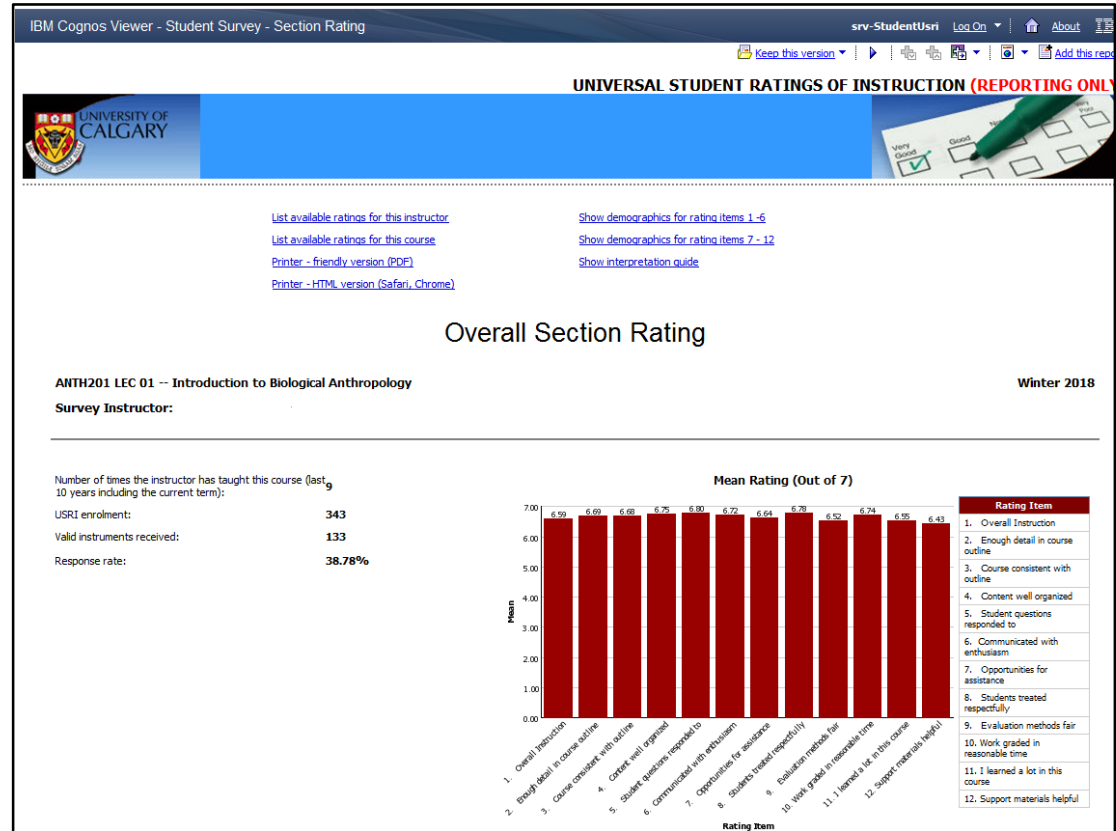 IBM Cognos Viewer - Student Survey - Section Rating
srv-StudentUsri Log On About IB
Keep this version
Add this repo
UNIVERSAL STUDENT RATINGS OF INSTRUCTION (REPORTING ONLY
UNIVERSITY OF
CALGARY
Very Good
Good
Very Poor
List available ratings for this instructor
Show demographics for rating items 1 -6
List available ratings for this course
Show demographics for rating items 7 - 12
Printer - friendly version (PDF)
Show interpretation guide
Printer - HTML version (Safari, Chrome)
Overall Section Rating
ANTH201 LEC 01 -- Introduction to Biological Anthropology
Winter 2018
Survey Instructor:
Number of times the instructor has taught this course (last
10 years including the current term):
9
USRI enrolment:
343
Valid instruments received:
133
Response rate:
38.78%
Mean Rating (Out of 7)
7.00
6.00
5.00
4.00
3.00
2.00
1.00
0.00
Mean
6.59 6.69 6.68 6.75 6.80 6.72 6.64 6.78 6.52 6.74 6.55 6.43
1. Overall Instruction
2. Enough detail in course outline
3. Course consistent with outline
4. Content well organized
5. Student questions responded to
6. Communicated with enthusiasm
7. Opportunities for assistance
8. Students treated respectfully
9. Evaluation methods fair
10. Work graded in reasonable time
11. I learned a lot in this course
12. Support materials helpful
Rating Item
Rating Item
1. Overall Instruction
2. Enough detail in course
outline
3. Course consistent with
outline
4. Content well organized
5. Student questions
responded to
6. Communicated with
enthusiasm
7. Opportunities for
assistance
8. Students treated
respectfully
9. Evaluation methods fair
10. Work graded in
reasonable time
11. I learned a lot in this
course
12. Support materials helpful